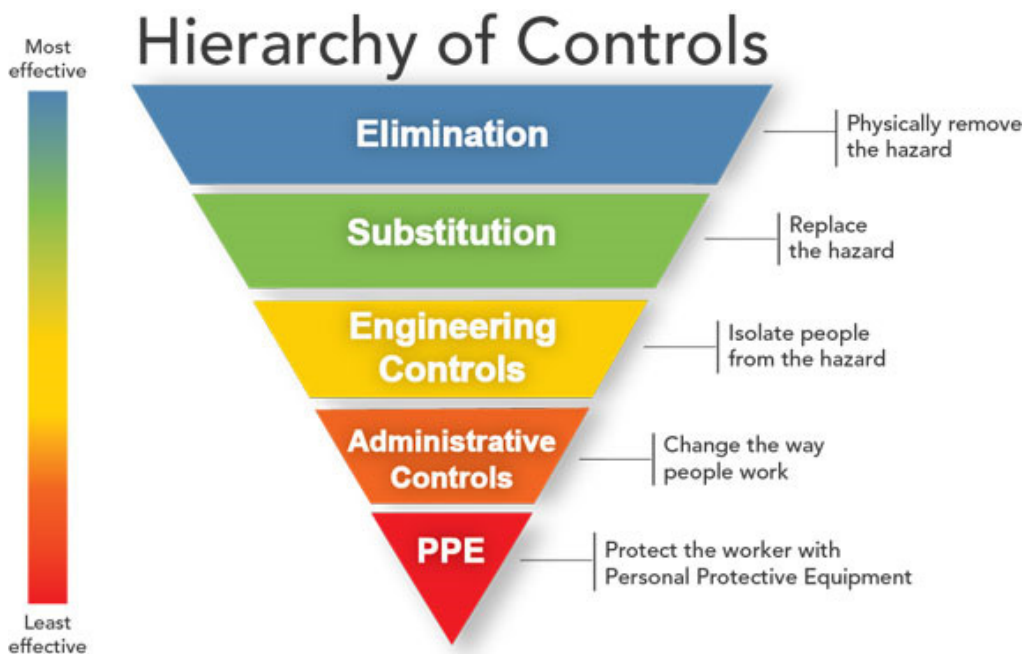 Hierarchy of Controls
Most
effective
Elimination
Physically remove
the hazard
Substitution
Replace
the hazard
Engineering
Controls
Isolate people
from the hazard
Administrative
Controls
Change the way
people work
PPE
Protect the worker with
Personal Protective Equipment
Least
effective